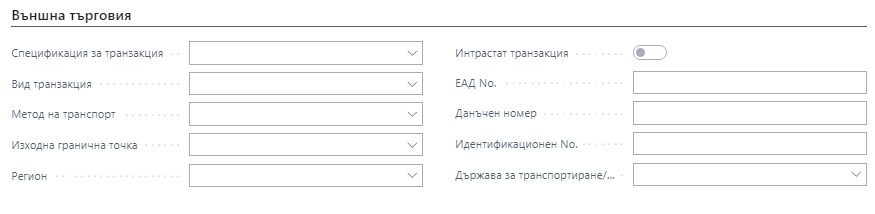 Външна търговия
Спецификация за транзакция
Вид транзакция
Метод на транспорт
Изходна гранична точка
Регион
Интрастат транзакция
ЕАД No.
Данъчен номер
Идентификационен No.
Държава за транспортиране/...